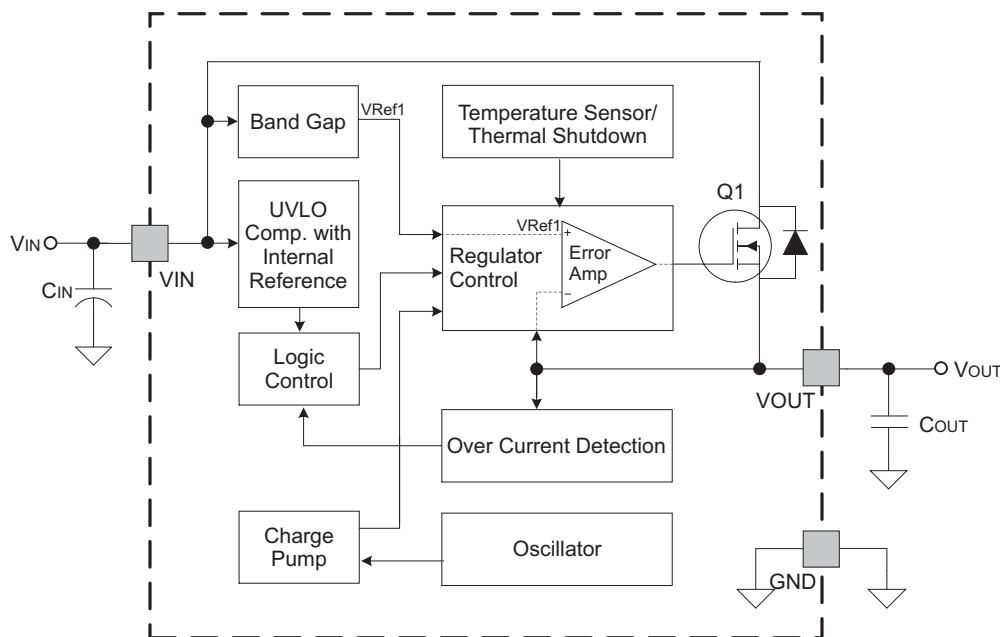 Band Gap
VRef1
Temperature Sensor/
Thermal Shutdown
Q1
UVLO
Comp. with
Internal
Reference
VRef1
+
Error
Amp
−
Regulator
Control
VIN
VIN
CIN
Logic
Control
VOUT
VOUT
COUT
Over Current Detection
Charge
Pump
Oscillator
GND